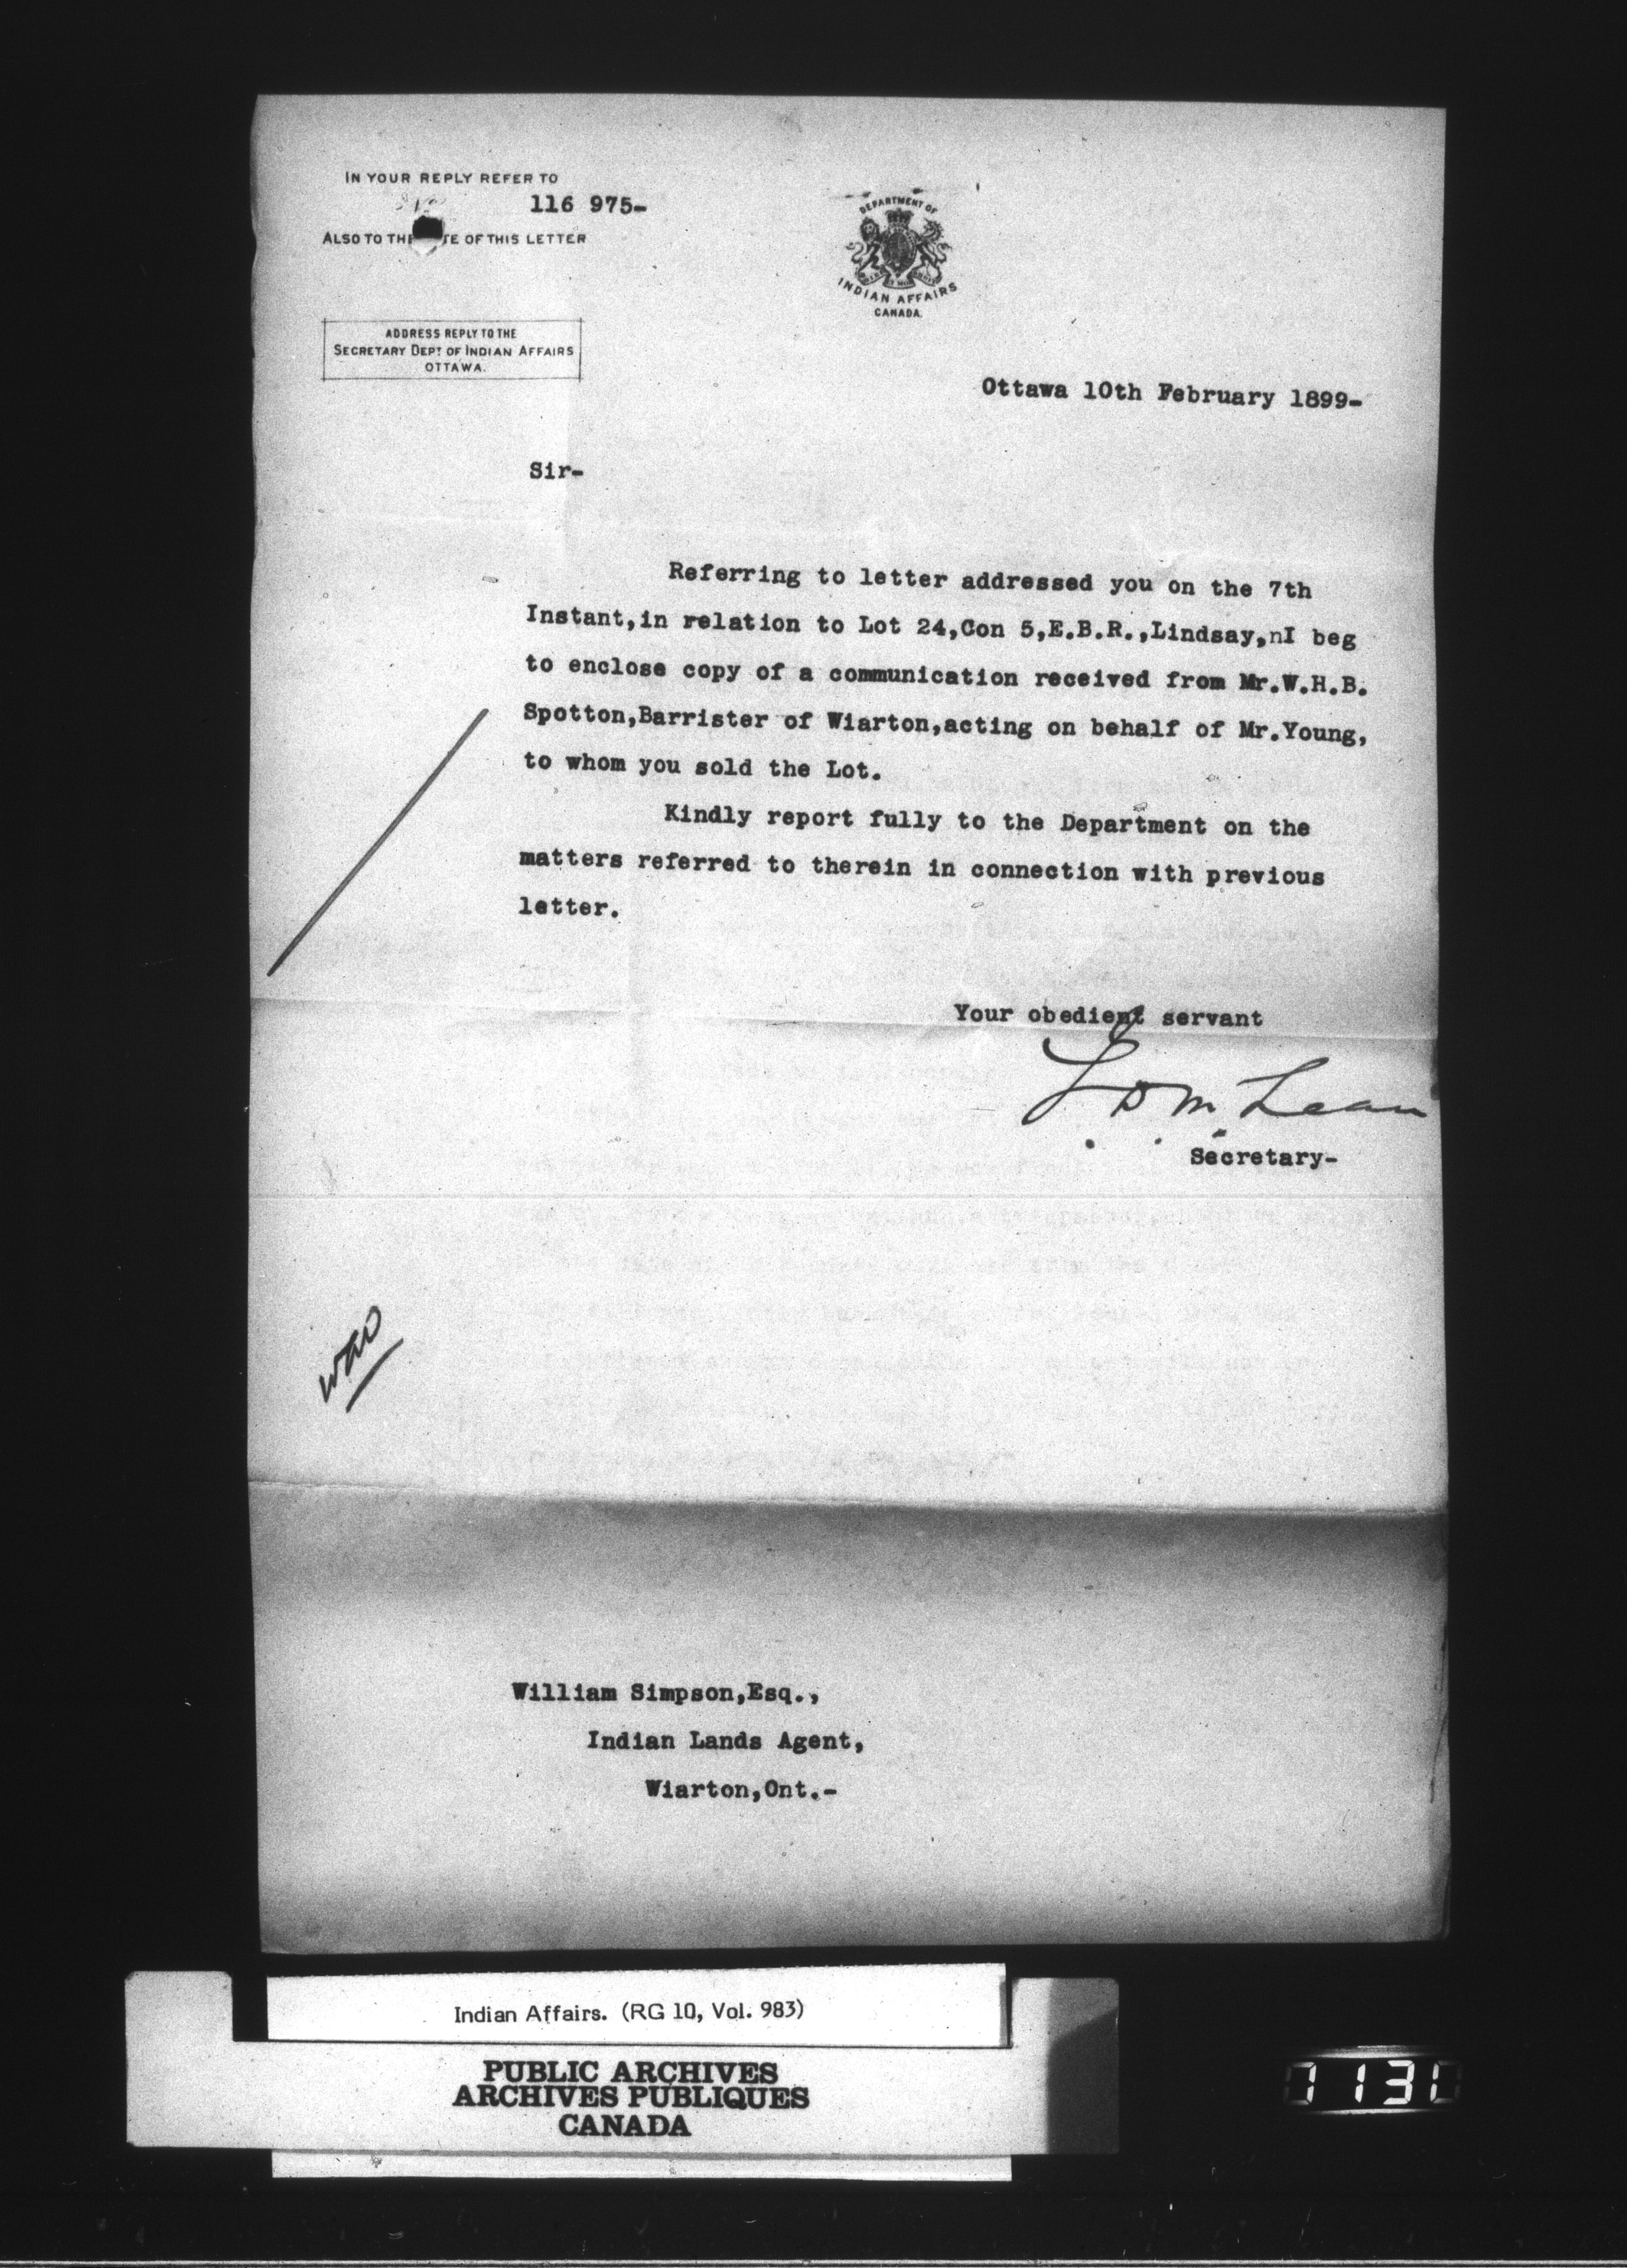 IN YOUR REPLY REFER TO
116 975-
ALSO TO THE TE OF THIS LETTER
DEPARTMENT OF
INDIAN AFFAIRS
CANADA.
ADDRESS REPLY TO THE
SECRETARY DEPT OF INDIAN AFFAIRS
OTTAWA.
Ottawa 10th February 1899-
Sir-
Referring to letter addressed you on the 7th
Instant,in relation to Lot 24,Con 5,E.B.R.,Lindsay,nI beg
to enclose copy of a communication received from Mr.W.H.B.
Spotton,Barrister of Wiarton,acting on behalf of Mr.Young,
to whom you sold the Lot.
Kindly report fully to the Department on the
matters referred to therein in connection with previous
letter.
Your obedient servant
J D McLean
Secretary-
William Simpson,Esq.,
Indian Lands Agent,
Wiarton,Ont.-
Indian Affairs. (RG 10, Vol. 983)
PUBLIC ARCHIVES
ARCHIVES PUBLIQUES
CANADA